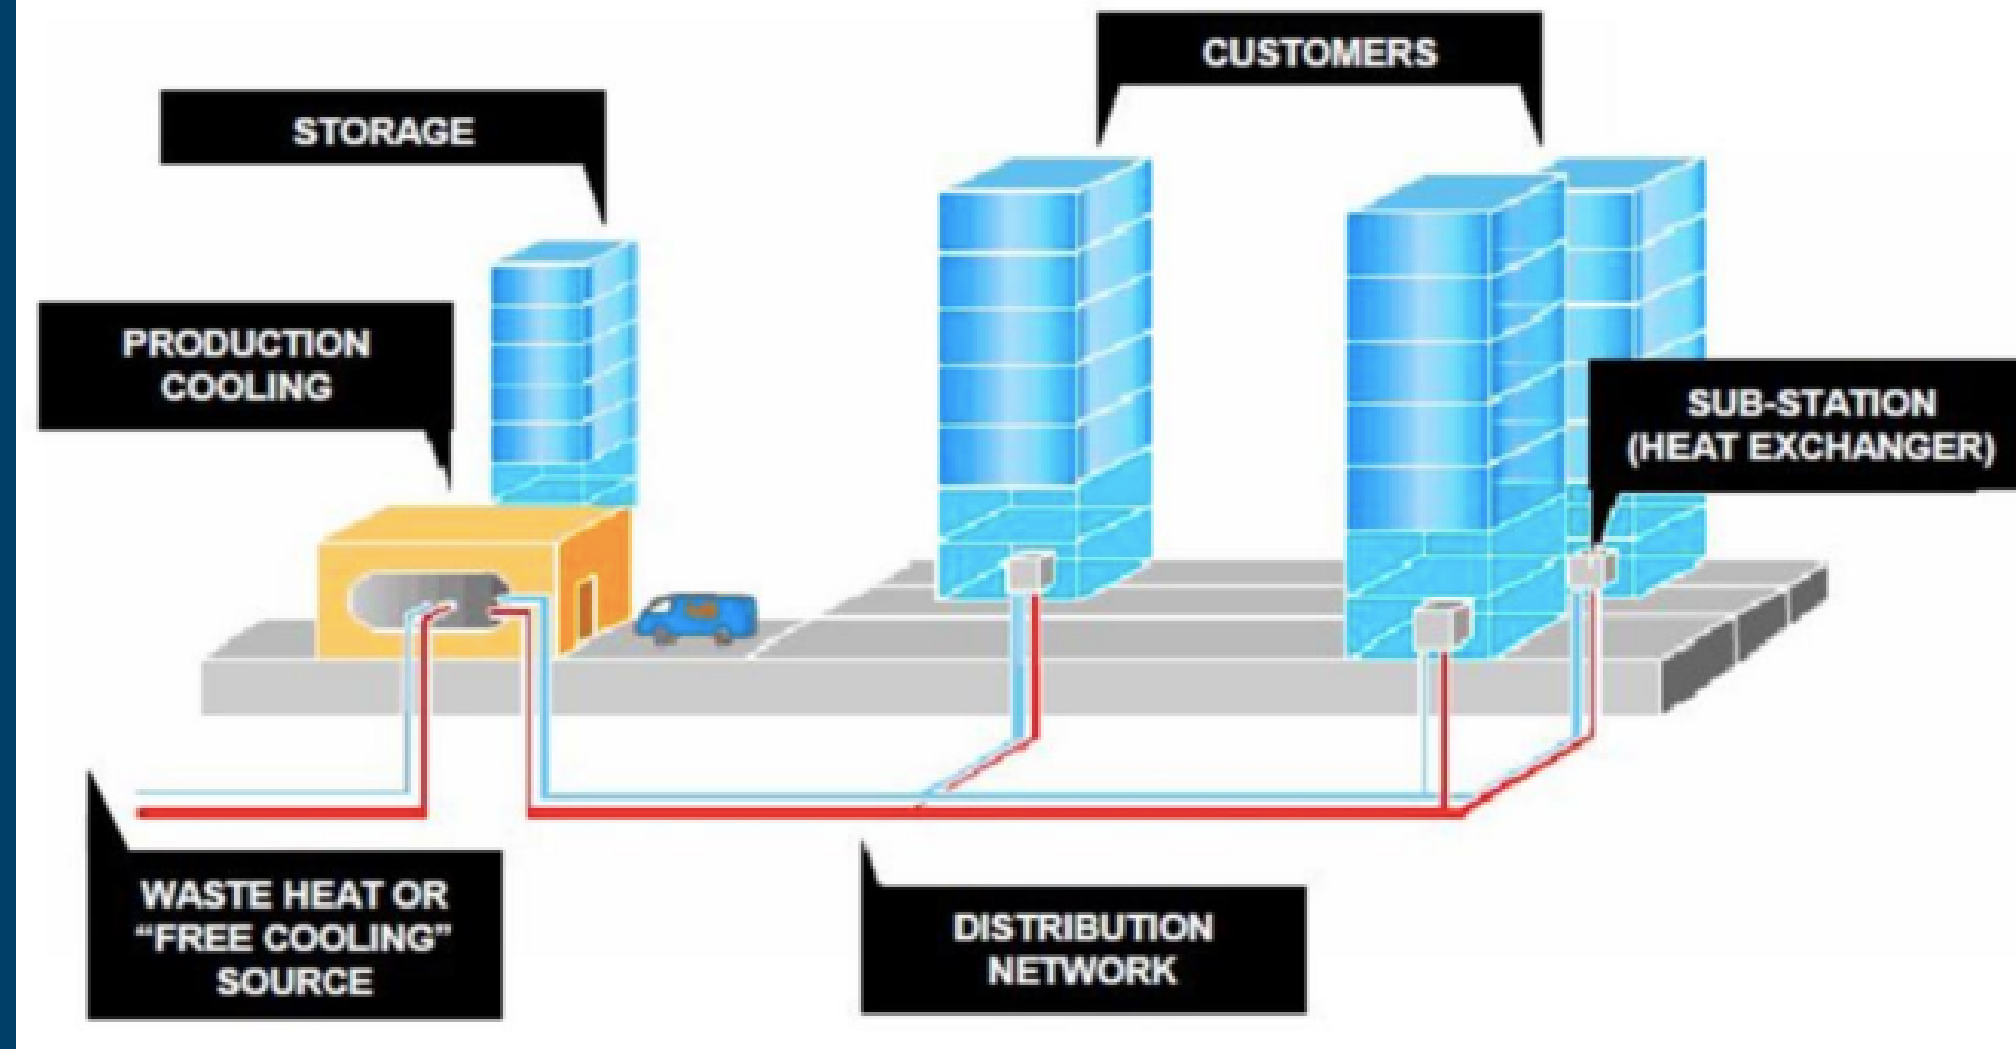 CUSTOMERS
STORAGE
PRODUCTION
COOLING
SUB-STATION
(HEAT EXCHANGER)
WASTE HEAT OR
“FREE COOLING”
SOURCE
DISTRIBUTION
NETWORK